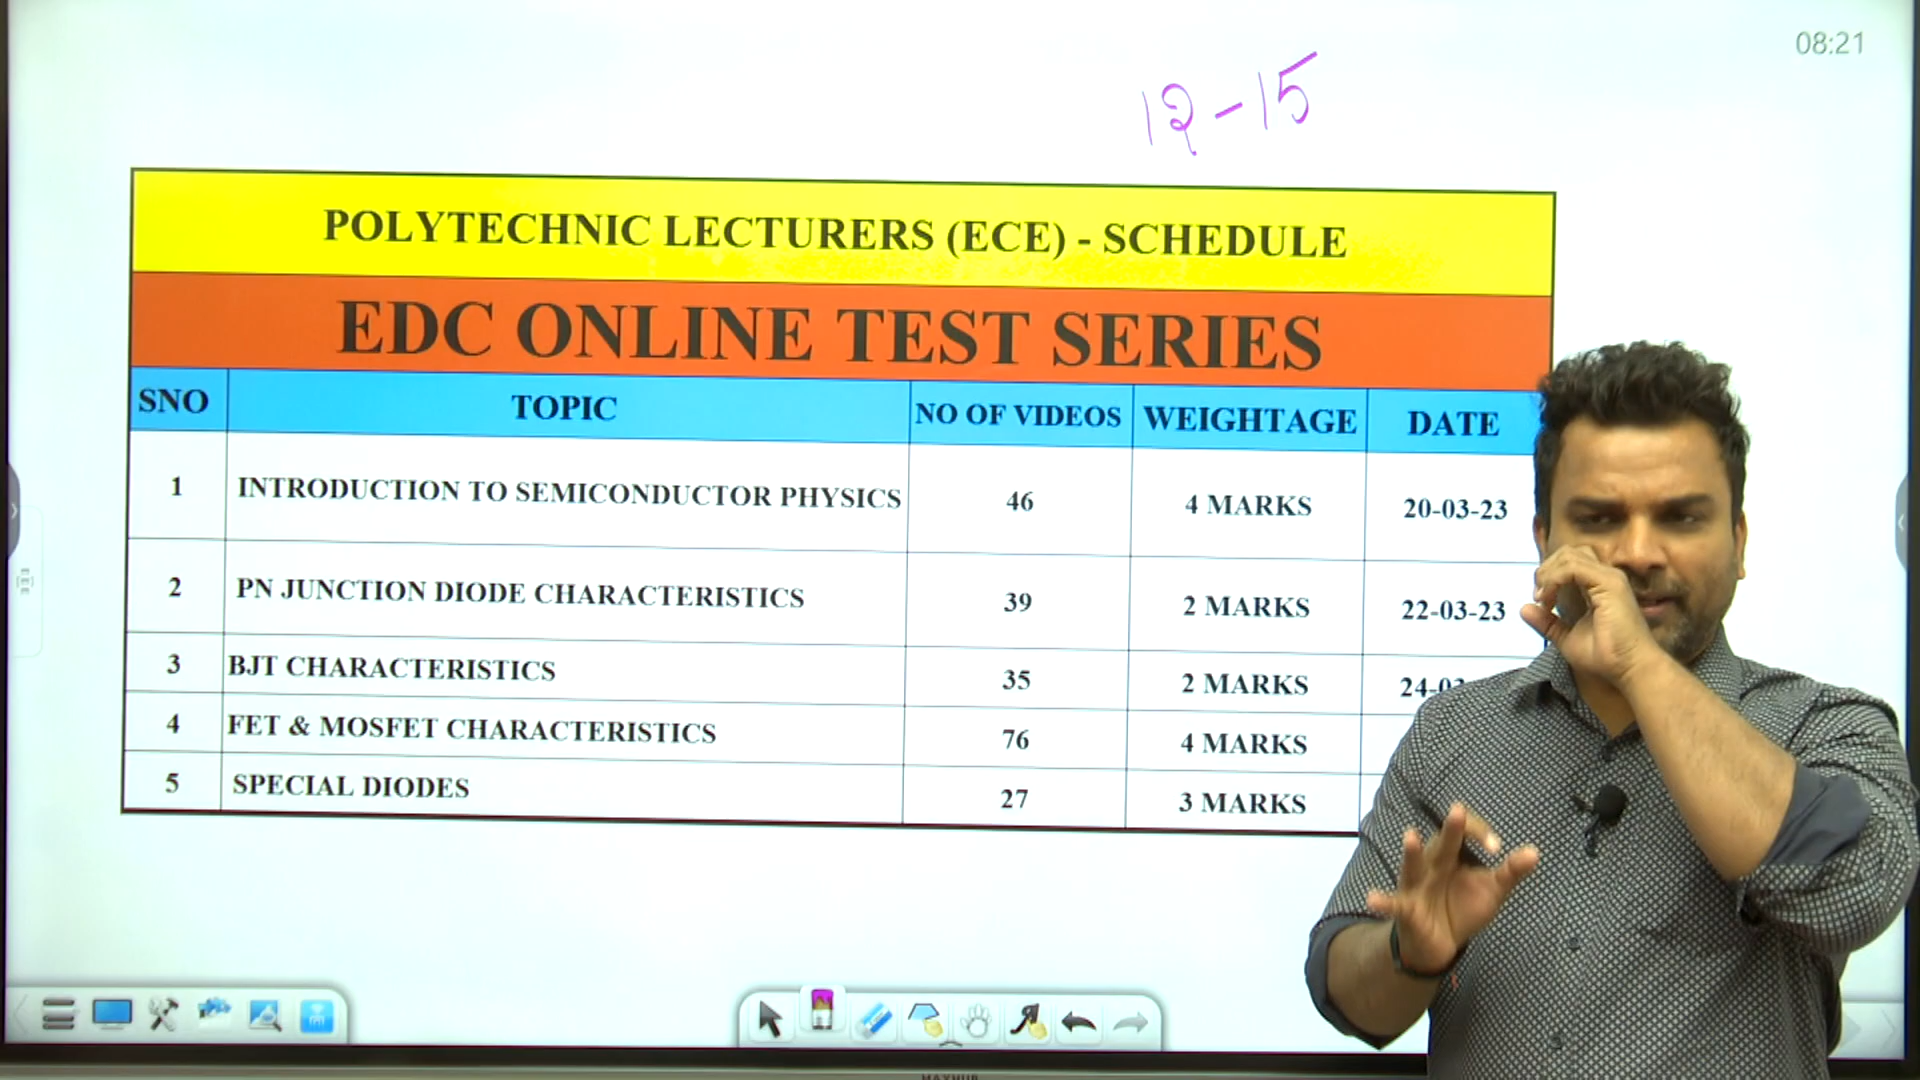 08:21
12-15
POLYTECHNIC LECTURERS (ECE) - SCHEDULE
EDC ONLINE TEST SERIES
SNO TOPIC NO OF VIDEOS WEIGHTAGE DATE
1 INTRODUCTION TO SEMICONDUCTOR PHYSICS 46 4 MARKS 20-03-23
2 PN JUNCTION DIODE CHARACTERISTICS 39 2 MARKS 22-03-23
3 BJT CHARACTERISTICS 35 2 MARKS 24-0
4 FET & MOSFET CHARACTERISTICS 76 4 MARKS
5 SPECIAL DIODES 27 3 MARKS